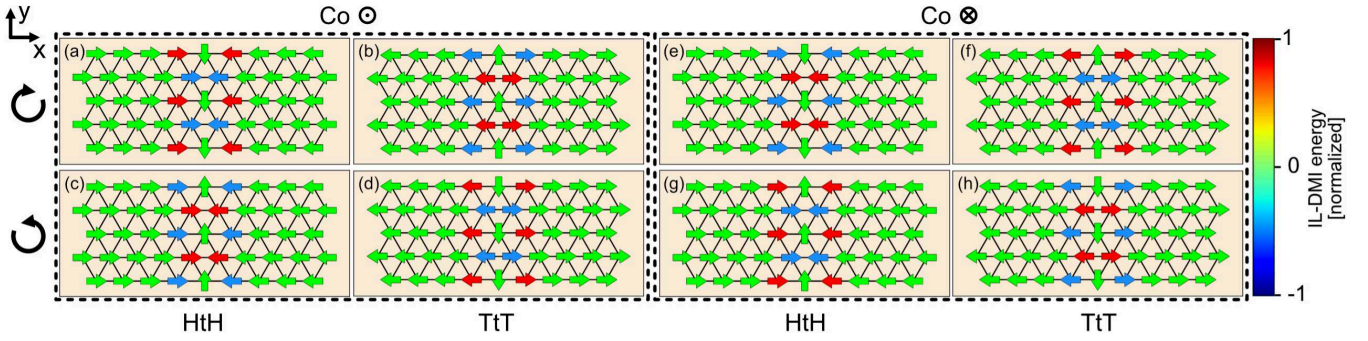 y
x
Co ⊙
Co ⊗
(a)
(b)
(e)
(f)
(c)
(d)
(g)
(h)
HtH
TtT
HtH
TtT
1
0
-1
IL-DMI energy
[normalized]